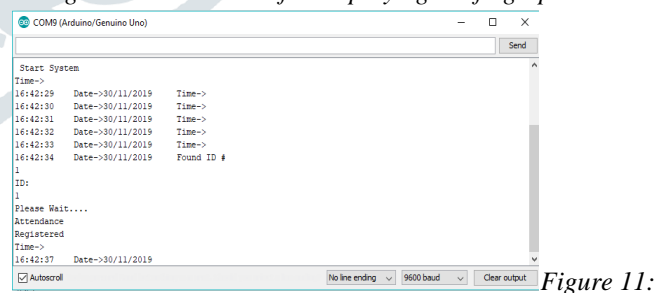 COM9 (Arduino/Genuino Uno)
Send
Start System
Time->
16:42:29 Date->30/11/2019 Time->
16:42:30 Date->30/11/2019 Time->
16:42:31 Date->30/11/2019 Time->
16:42:32 Date->30/11/2019 Time->
16:42:33 Date->30/11/2019 Time->
16:42:34 Date->30/11/2019 Found ID #
1
ID:
1
Please Wait....
Attendance
Registered
Time->
16:42:37 Date->30/11/2019
Autoscroll No line ending 9600 baud Clear output
Figure 11: